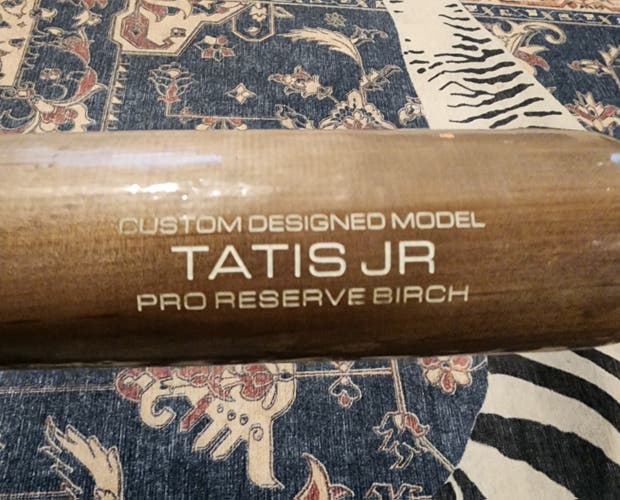 CUSTOM DESIGNED MODEL
TATIS JR
PRO RESERVE BIRCH